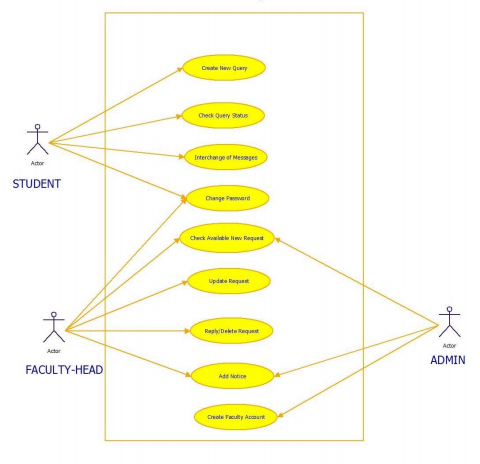 Create New Query
Check Query Status
Interchange of Messages
Actor
STUDENT
Change Password
Check Available New Request
Update Request
Reply/Delete Request
Actor
FACULTY-HEAD
Actor
ADMIN
Add Notice
Create Faculty Account